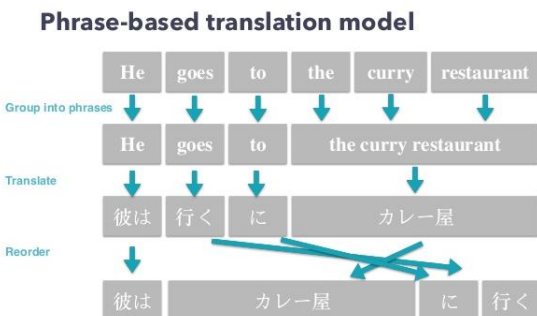 Phrase-based translation model
He goes to the curry restaurant
Group into phrases
He goes to the curry restaurant
Translate
彼は 行く に カレー屋
Reorder
彼は カレー屋 に 行く